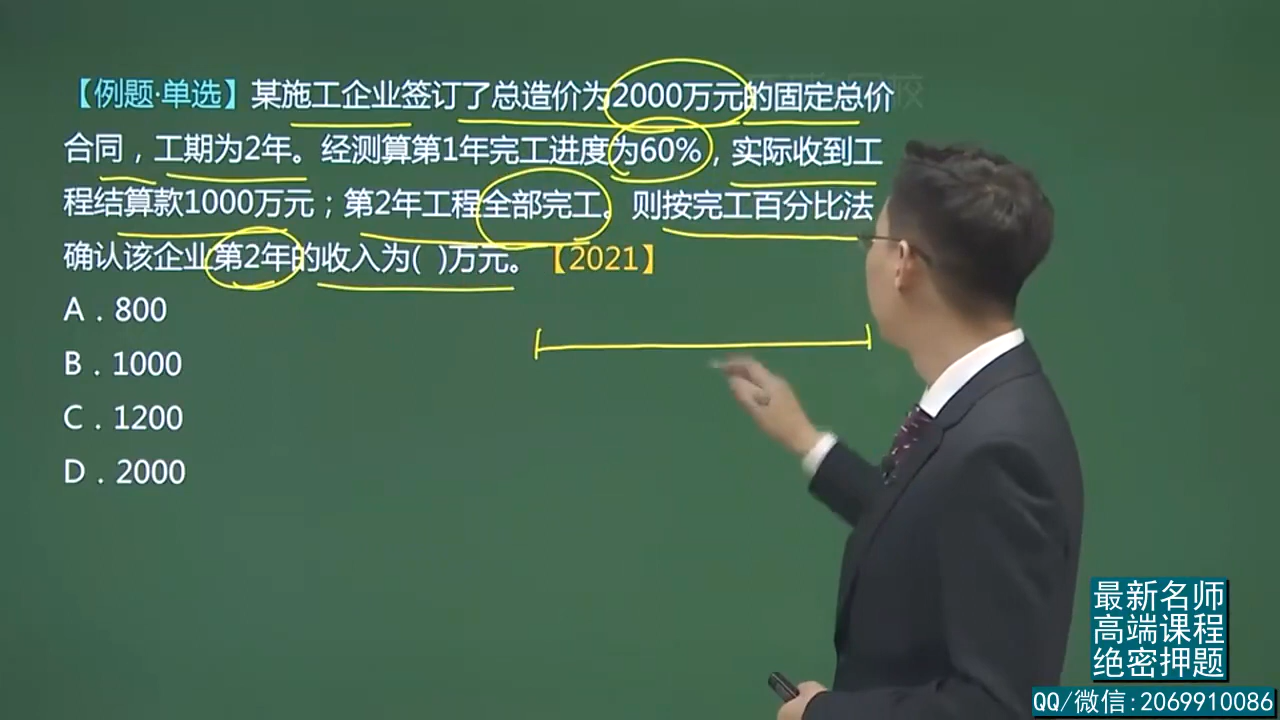 【例题·单选】某施工企业签订了总造价为2000万元的固定总价
合同，工期为2年。经测算第1年完工进度为60%，实际收到工
程结算款1000万元；第2年工程全部完工。则按完工百分比法
确认该企业第2年的收入为( )万元。【2021】
A．800
B．1000
C．1200
D．2000
最新名师
高端课程
绝密押题
QQ/微信:2069910086